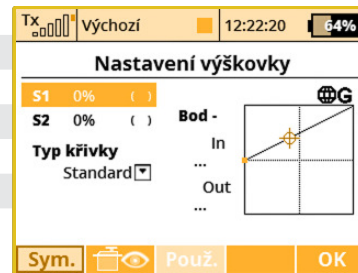 Tx Výchozí 12:22:20 64%
Nastavení výškovky
S1 0% ( )
S2 0% ( )
G
Bod -
In
...
Out
...
Typ křivky
Standard
Sym. Použ. OK